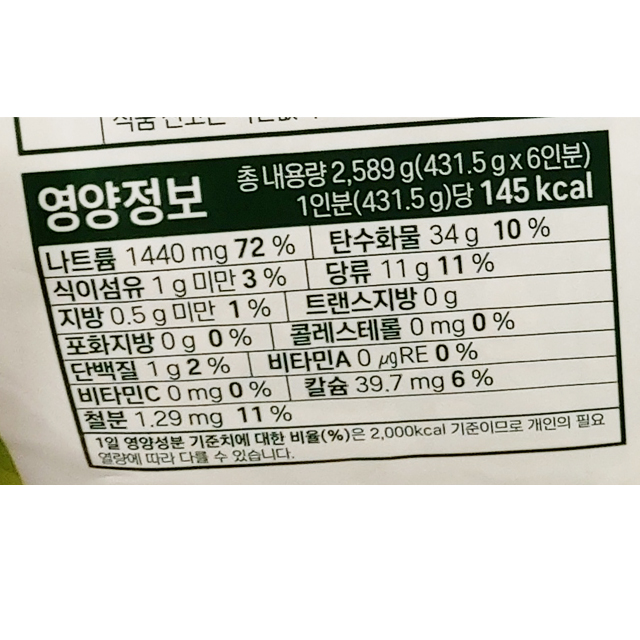 영양정보
총 내용량 2,589 g(431.5 g x 6인분)
1인분(431.5 g)당 145 kcal
나트륨 1440 mg 72 % 탄수화물 34 g 10 %
식이섬유 1 g 미만 3 % 당류 11 g 11 %
지방 0.5 g 미만 1 % 트랜스지방 0 g
포화지방 0 g 0 % 콜레스테롤 0 mg 0 %
단백질 1 g 2 % 비타민A 0 μgRE 0 %
비타민C 0 mg 0 % 칼슘 39.7 mg 6 %
철분 1.29 mg 11 %
1일 영양성분 기준치에 대한 비율(%)은 2,000kcal 기준이므로 개인의 필요
열량에 따라 다를 수 있습니다.